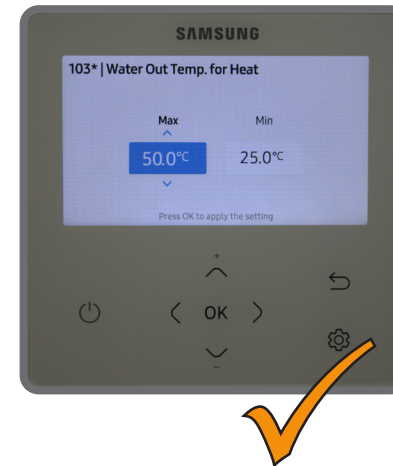 SAMSUNG
103* | Water Out Temp. for Heat
Max Min
50.0°C 25.0°C
Press OK to apply the setting
+
OK
-